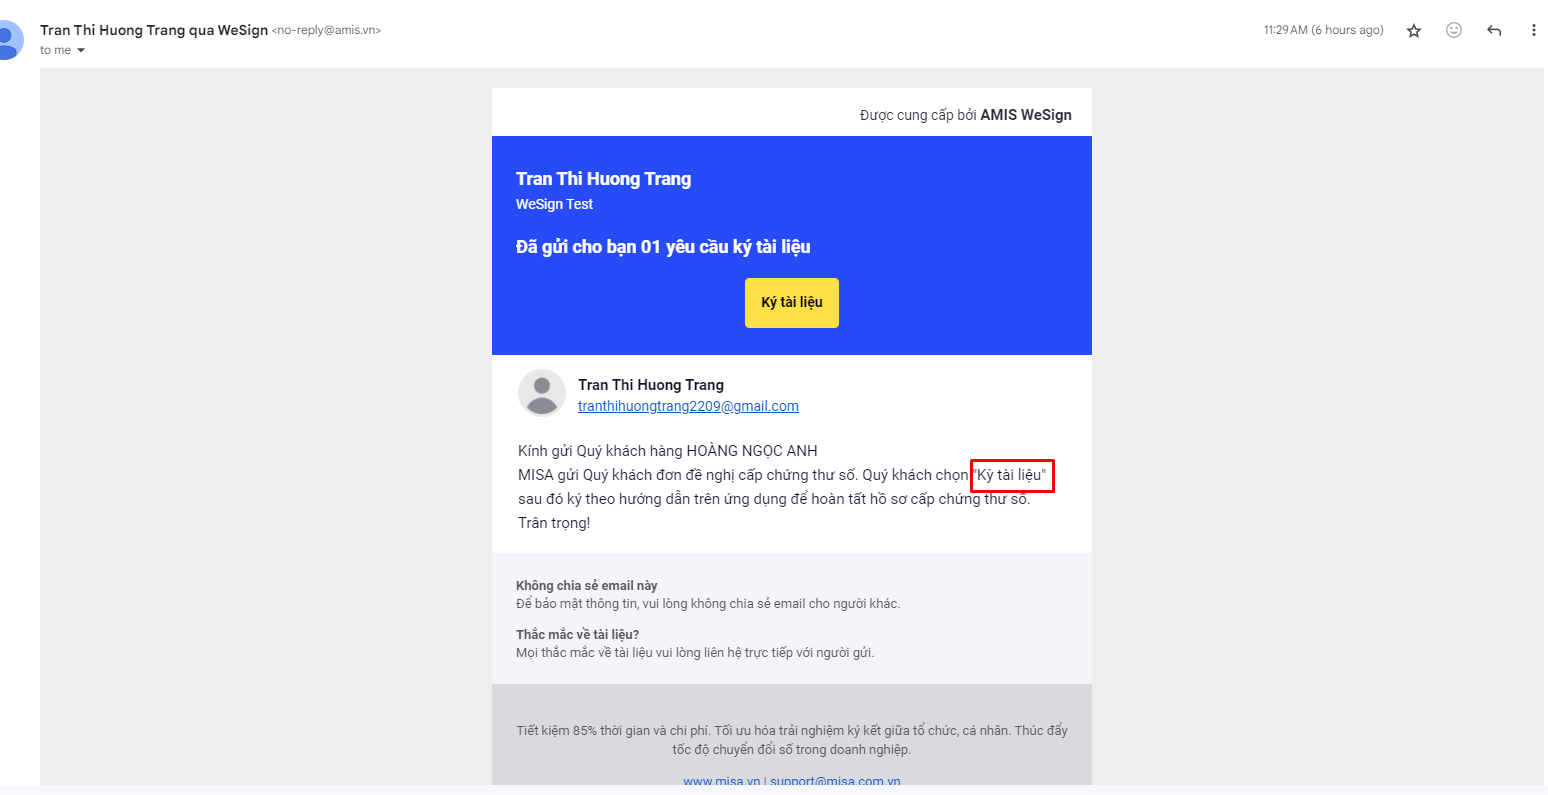 Tran Thi Huong Trang qua WeSign <no-reply@amis.vn>
11:29 AM (6 hours ago)
to me
Được cung cấp bởi AMIS WeSign
Tran Thi Huong Trang
WeSign Test
Đã gửi cho bạn 01 yêu cầu ký tài liệu
Ký tài liệu
Tran Thi Huong Trang
tranthihuongtrang2209@gmail.com
Kính gửi Quý khách hàng HOÀNG NGỌC ANH
MISA gửi Quý khách đơn đề nghị cấp chứng thư số. Quý khách chọn "Kỳ tài liệu"
sau đó ký theo hướng dẫn trên ứng dụng để hoàn tất hồ sơ cấp chứng thư số.
Trân trọng!
Không chia sẻ email này
Để bảo mật thông tin, vui lòng không chia sẻ email cho người khác.
Thắc mắc về tài liệu?
Mọi thắc mắc về tài liệu vui lòng liên hệ trực tiếp với người gửi.
Tiết kiệm 85% thời gian và chi phí. Tối ưu hóa trải nghiệm ký kết giữa tổ chức, cá nhân. Thúc đẩy
tốc độ chuyển đổi số trong doanh nghiệp.
www.misa.vn | support@misa.com.vn